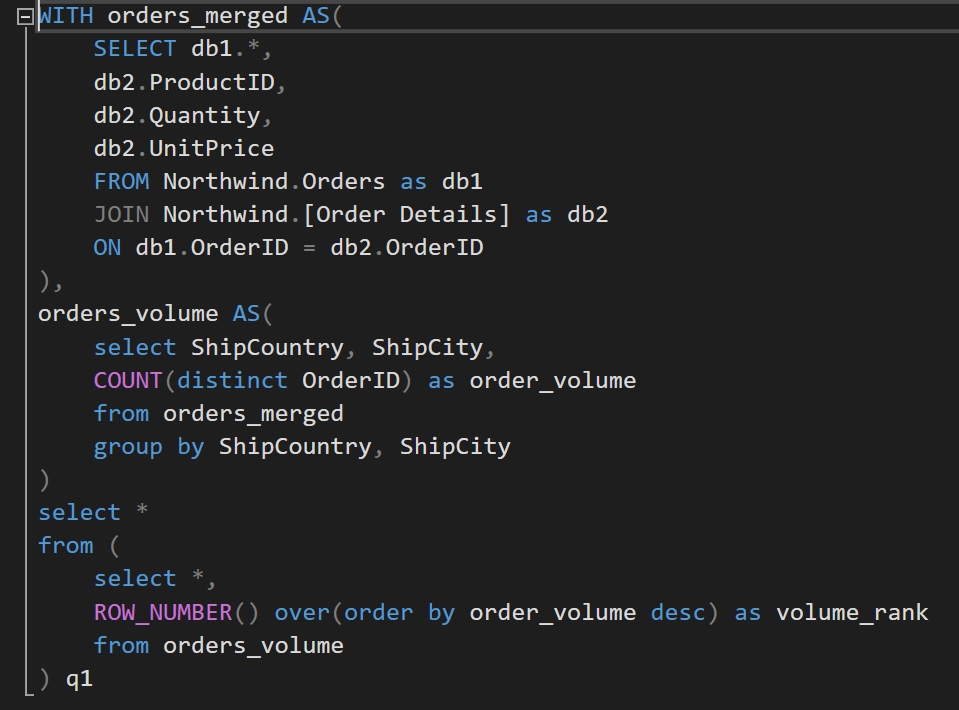 WITH orders_merged AS(
    SELECT db1.*,
    db2.ProductID,
    db2.Quantity,
    db2.UnitPrice
    FROM Northwind.Orders as db1
    JOIN Northwind.[Order Details] as db2
    ON db1.OrderID = db2.OrderID
),
orders_volume AS(
    select ShipCountry, ShipCity,
    COUNT(distinct OrderID) as order_volume
    from orders_merged
    group by ShipCountry, ShipCity
)
select *
from (
    select *,
    ROW_NUMBER() over(order by order_volume desc) as volume_rank
    from orders_volume
) q1